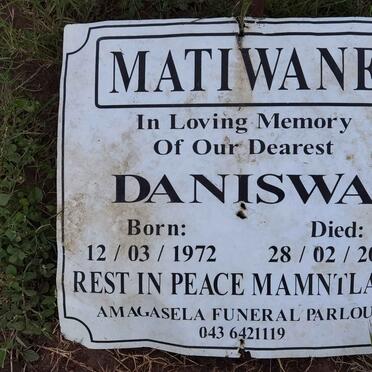 MATIWANE
In Loving Memory
Of Our Dearest
DANISWA
Born: Died:
12 / 03 / 1972 28 / 02 / 20
REST IN PEACE MAMNTLA
AMAGASELA FUNERAL PARLOU
043 6421119